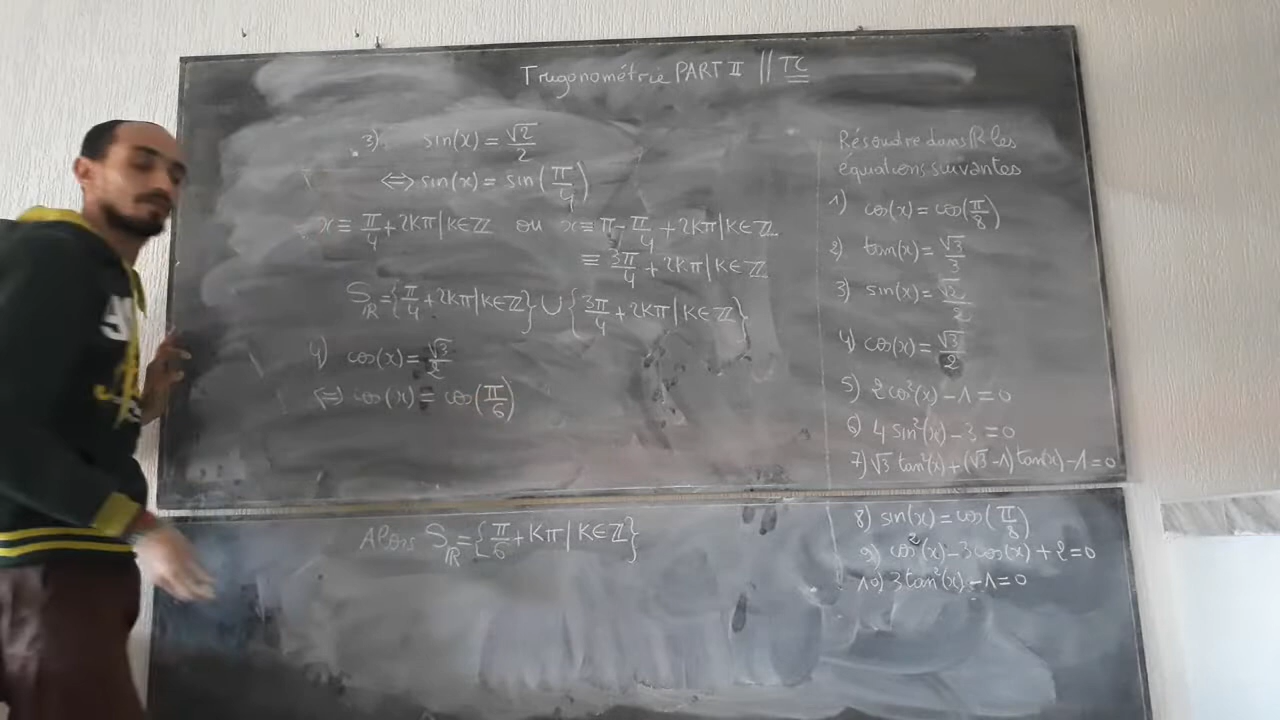 Trigonométrie PART II // TC
3) sin(x) = √2/2
⟺ sin(x) = sin(π/4)
x ≡ π/4 + 2kπ | k∈ℤ ou x ≡ π - π/4 + 2kπ | k∈ℤ
≡ 3π/4 + 2kπ | k∈ℤ
Sℝ = {π/4 + 2kπ | k∈ℤ} ∪ {3π/4 + 2kπ | k∈ℤ}
4) cos(x) = √3/2
⟺ cos(x) = cos(π/6)
Alors Sℝ = {π/6 + kπ | k∈ℤ}
Résoudre dans ℝ les
équations suivantes
1) cos(x) = cos(π/8)
2) tan(x) = √3/3
3) sin(x) = √2/2
4) cos(x) = √3/2
5) 2cos²(x) - 1 = 0
6) 4 sin²(x) - 3 = 0
7) √3 tan²(x) + (√3 - 1) tan(x) - 1 = 0
8) sin(x) = cos(π/8)
9) cos²(x) - 3cos(x) + 2 = 0
10) 3tan²(x) - 1 = 0